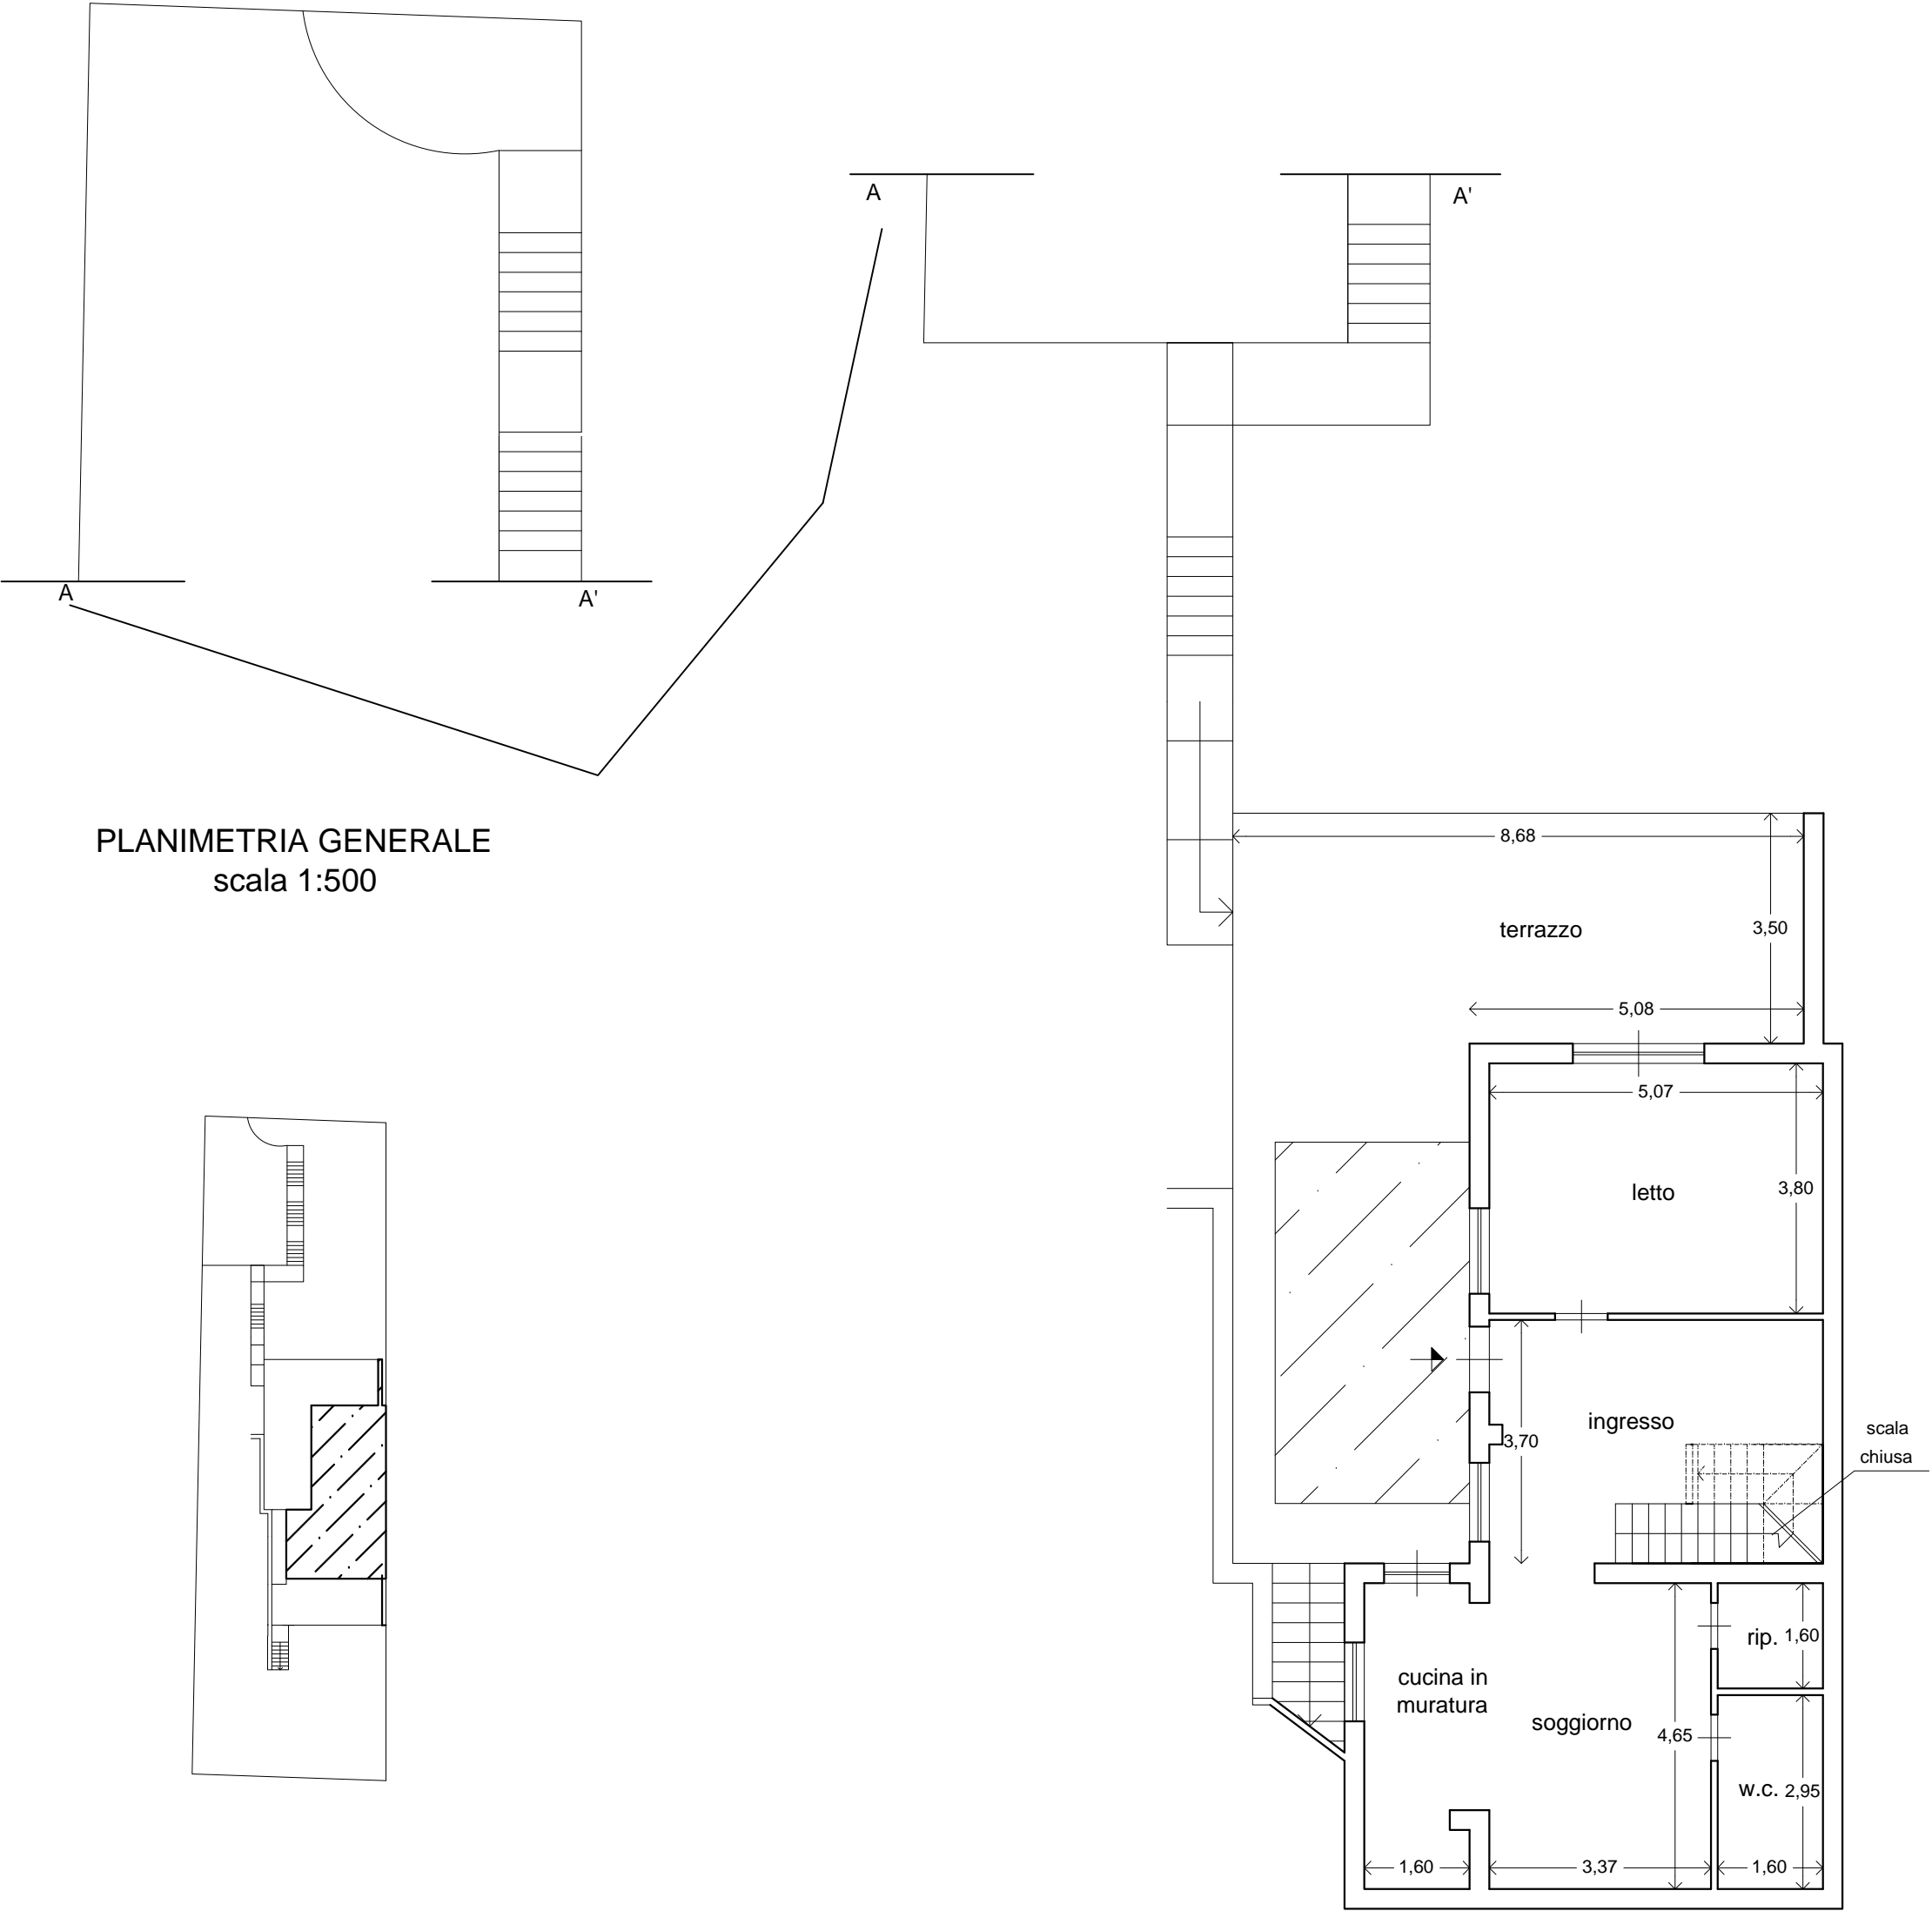 A
A'
A
A'
PLANIMETRIA GENERALE
scala 1:500
8,68
terrazzo
3,50
5,08
5,07
letto
3,80
ingresso
3,70
scala
chiusa
rip.
1,60
cucina in
muratura
soggiorno
4,65
w.c.
2,95
1,60
3,37
1,60